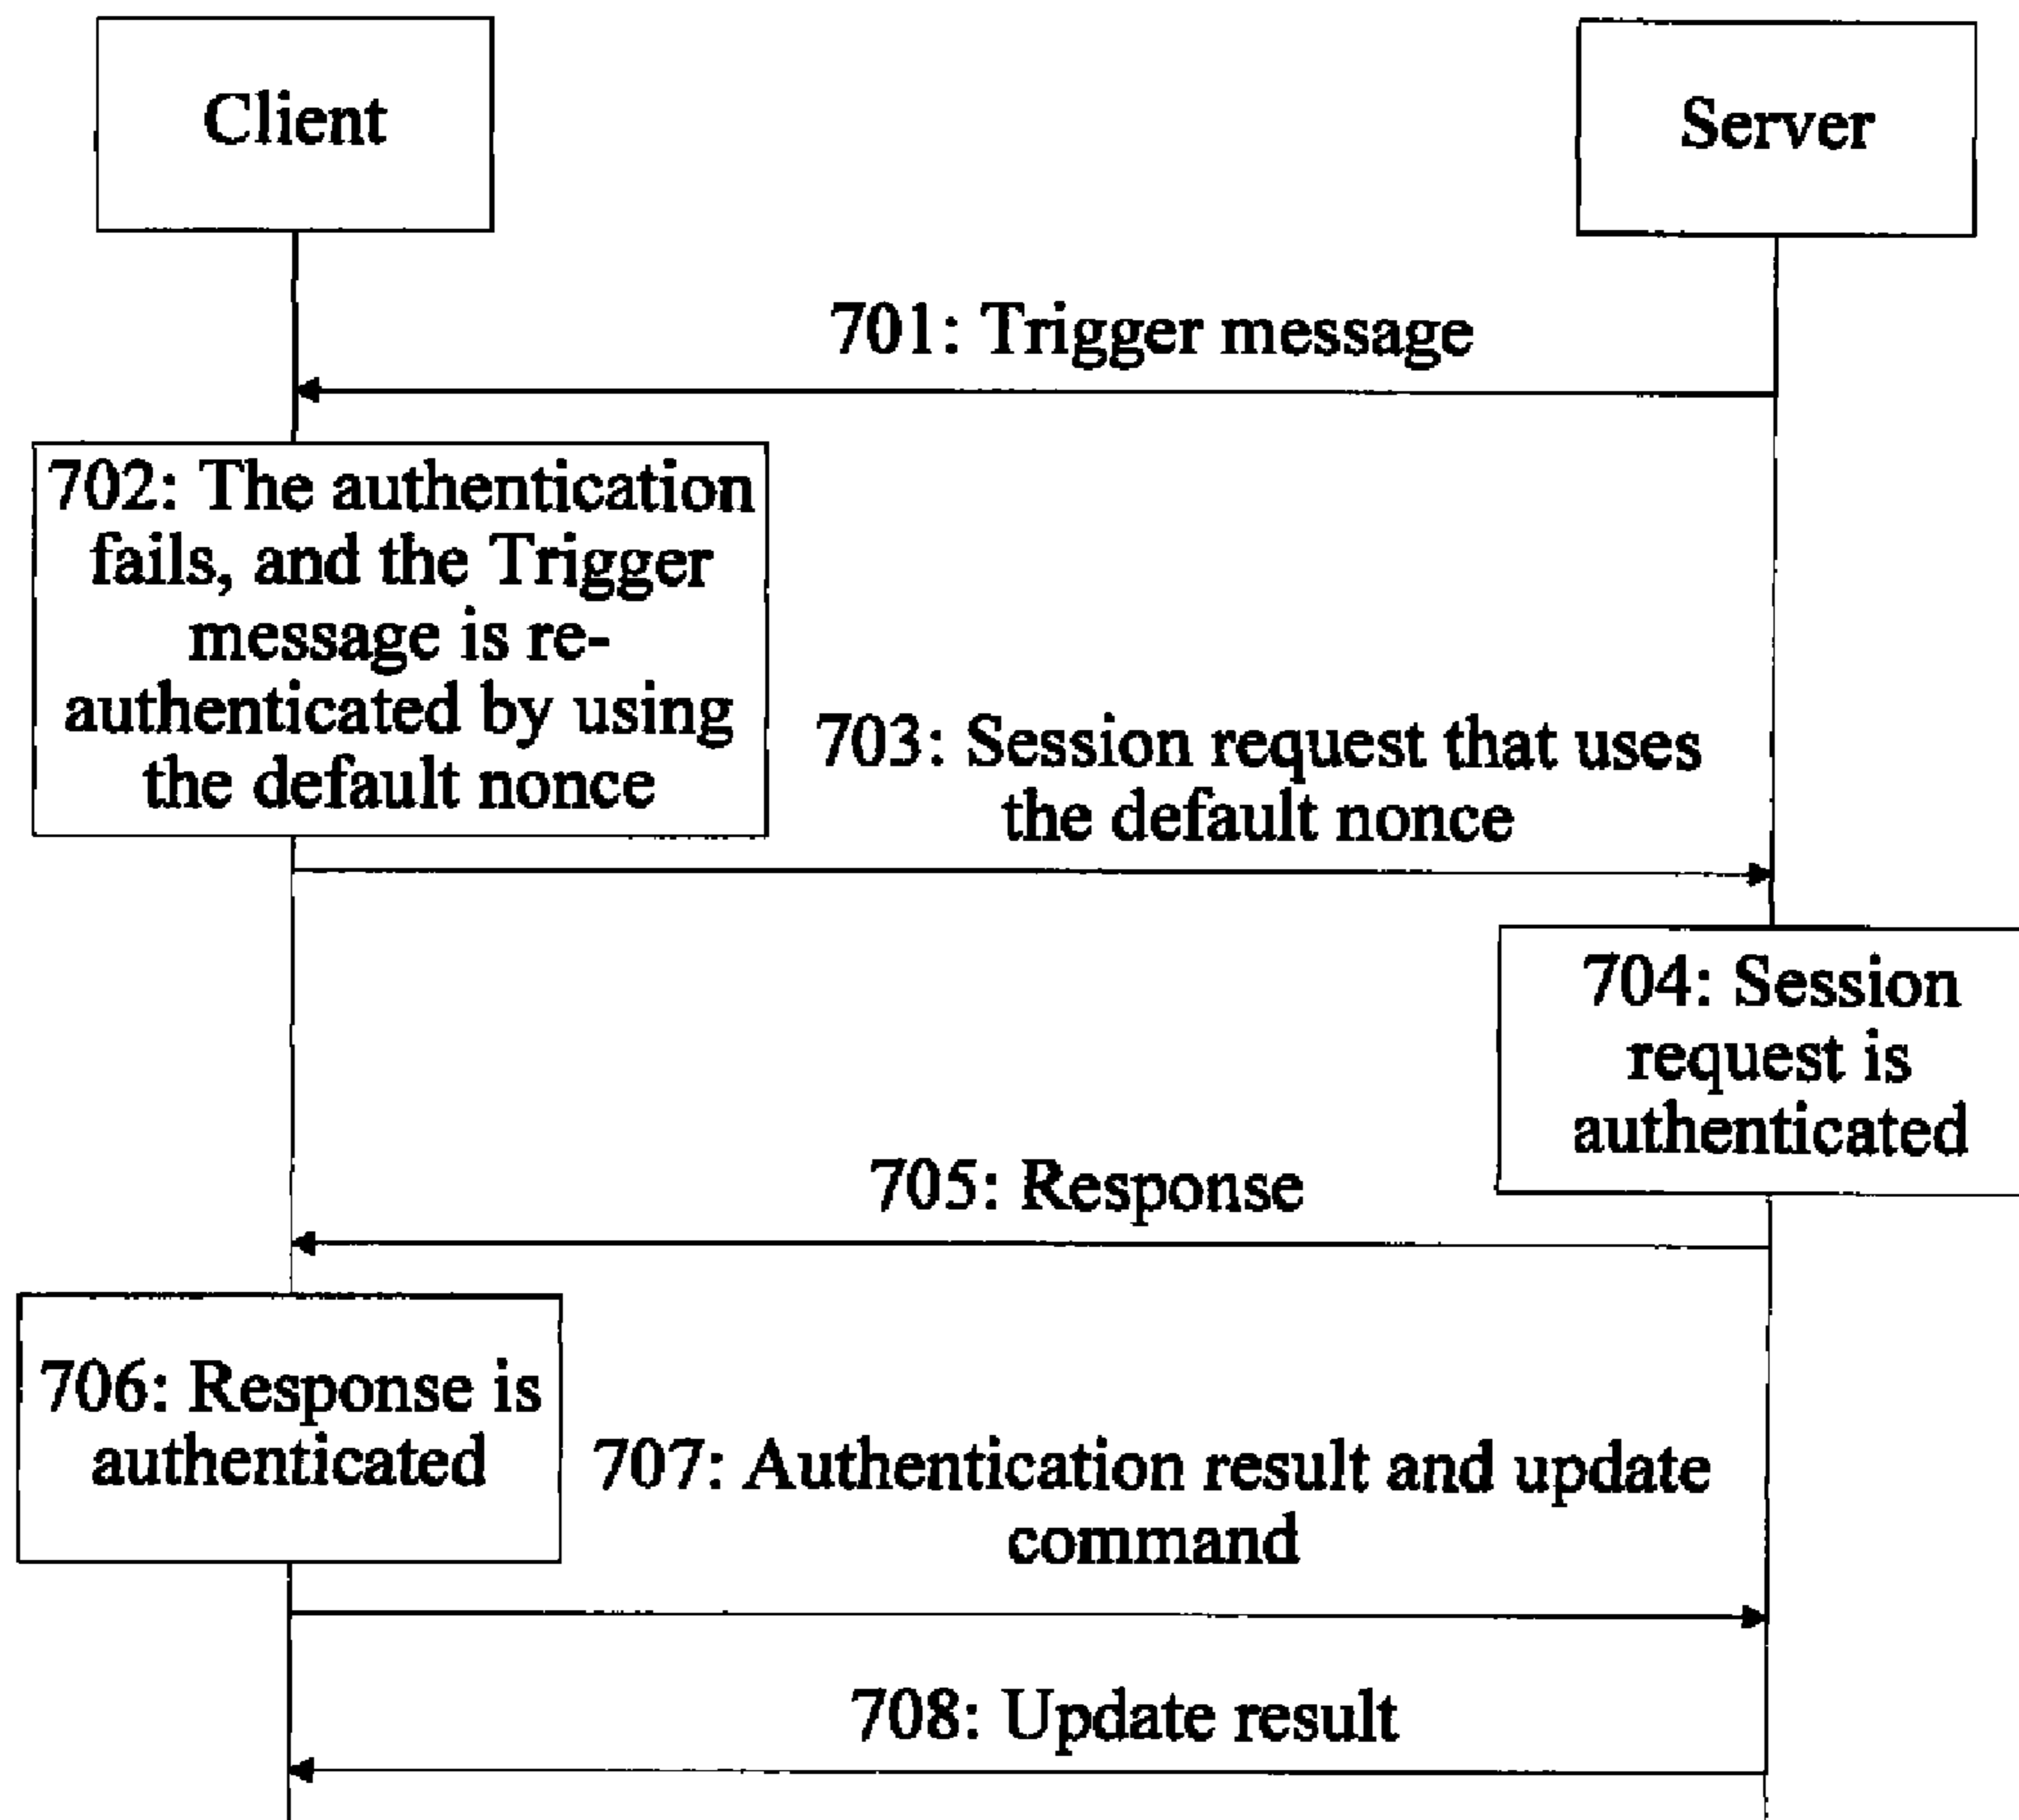 Client
Server
701: Trigger message
702: The authentication
fails, and the Trigger
message is re-
authenticated by using
the default nonce
703: Session request that uses
the default nonce
704: Session
request is
authenticated
705: Response
706: Response is
authenticated
707: Authentication result and update
command
708: Update result